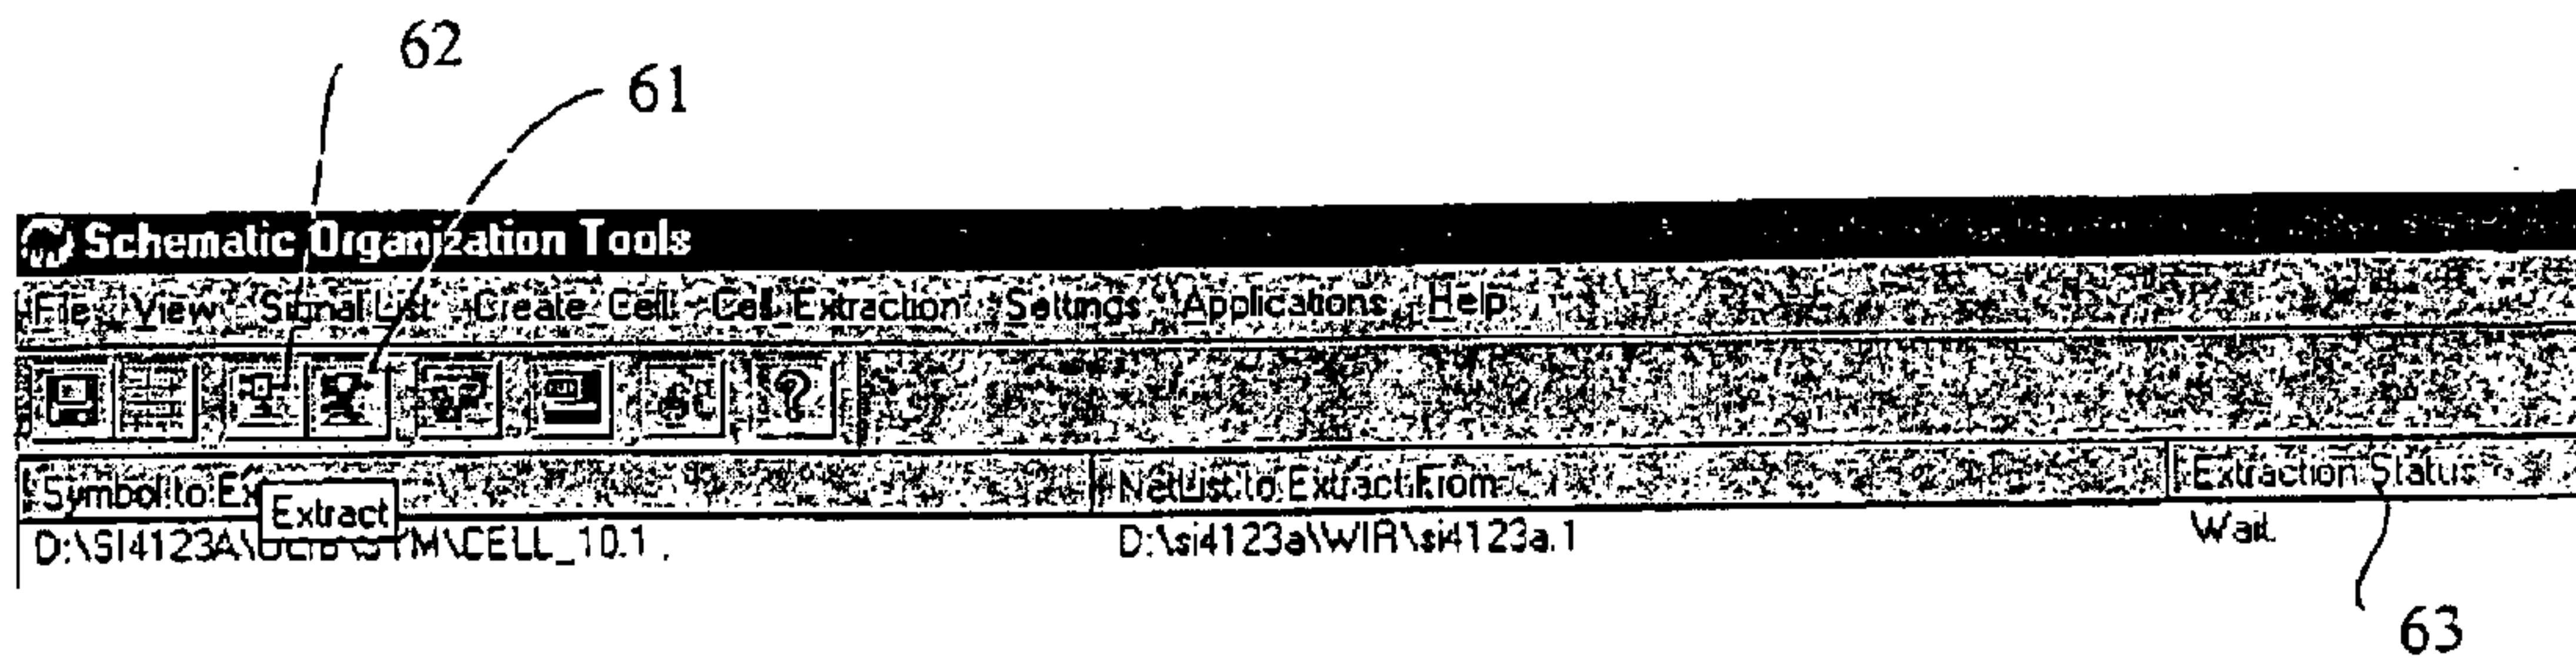 62
61
Schematic Organization Tools
File View Signal List Create Cell Cell Extraction Settings Applications Help
Symbol to Ex
NetList to Extract From
Extraction Status
Extract
D:\SI4123A\
\CELL_10.1
D:\si4123a\WIR\si4123a.1
Wait
63